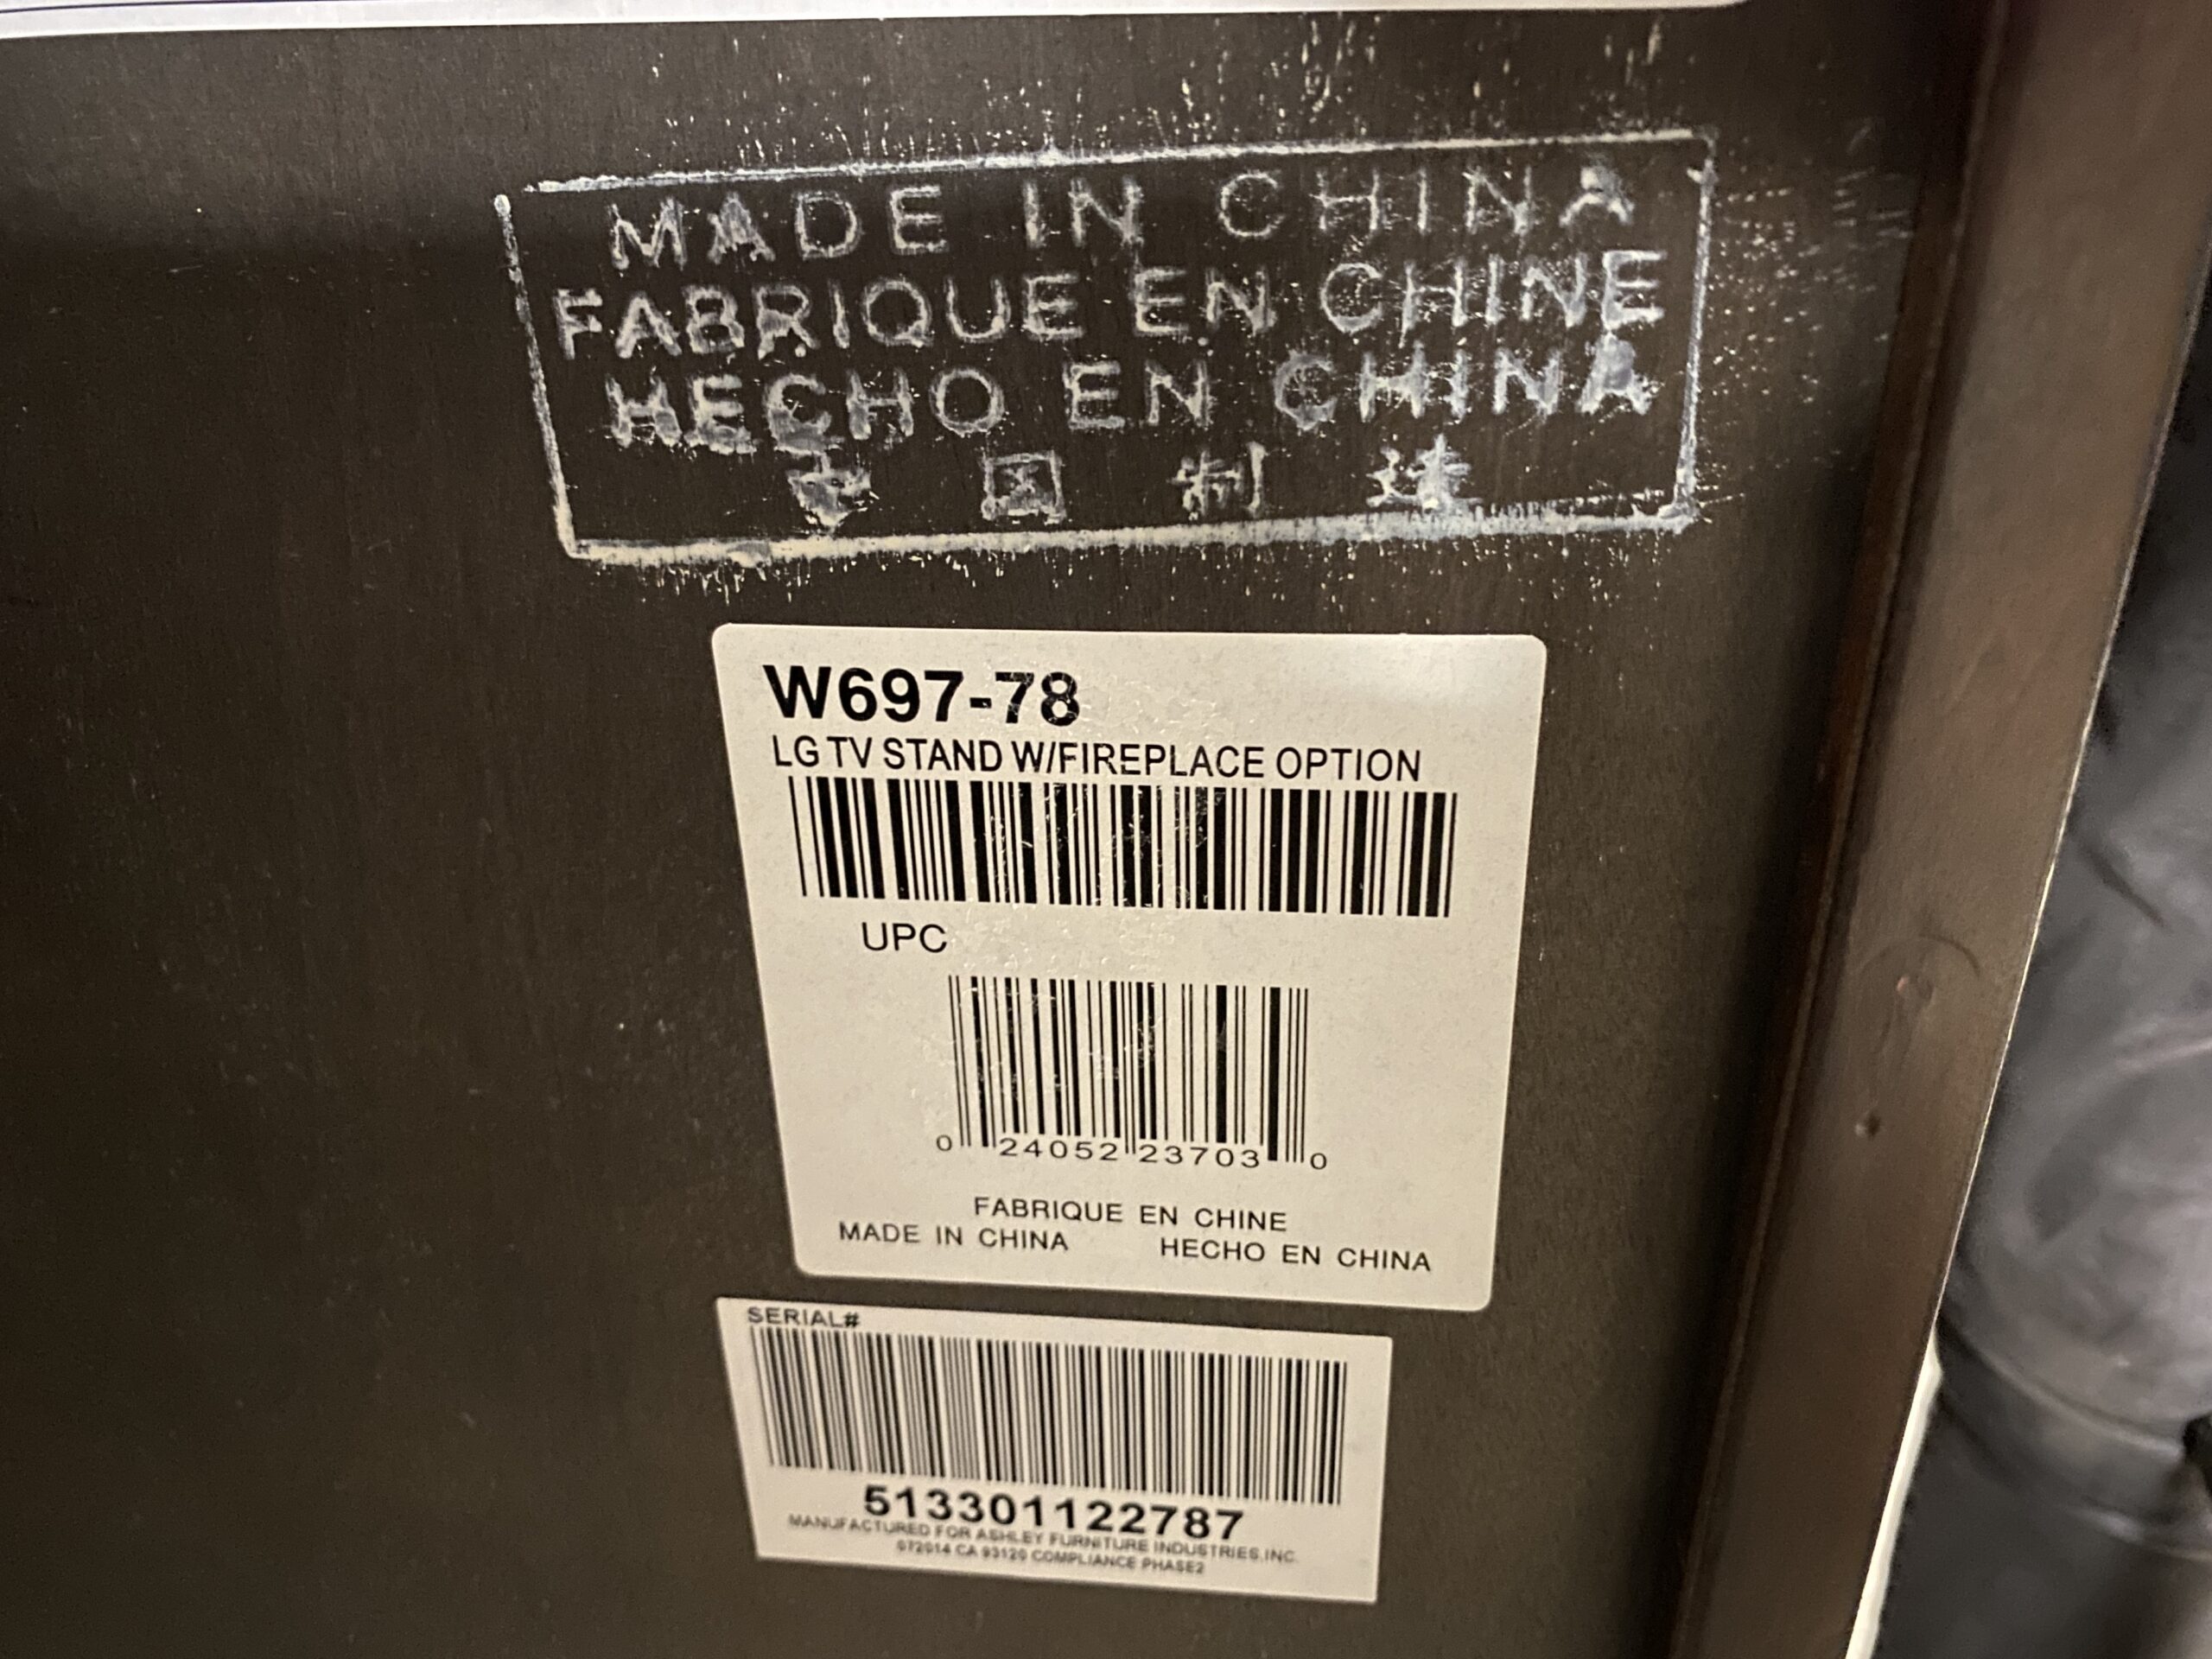 MADE IN CHINA
FABRIQUE EN CHINE
HECHO EN CHINA
中国制造
W697-78
LG TV STAND W/FIREPLACE OPTION
UPC
0 24052 23703 0
FABRIQUE EN CHINE
MADE IN CHINA HECHO EN CHINA
SERIAL#
513301122787
MANUFACTURED FOR ASHLEY FURNITURE INDUSTRIES.INC.
072014 CA 93120 COMPLIANCE PHASE2